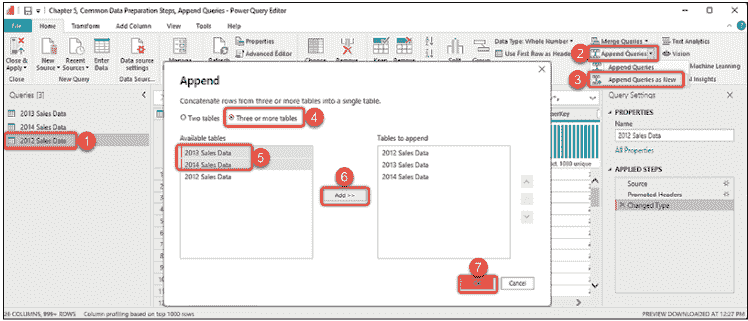 Chapter 5, Common Data Preparation Steps, Append Queries - Power Query Editor
File Home Transform Add Column View Tools Help
Close & Apply
New Source
Recent Sources
Enter Data
Data source settings
Refresh
Properties
Advanced Editor
Split
Group
Data Type: Whole Number
Use First Row as Headers
Merge Queries
Append Queries
Append Queries
Append Queries as New
Text Analytics
Vision
Machine Learning
Insights
Close
New Query
Data Sourc...
Queries [3]
2013 Sales Data
2014 Sales Data
2012 Sales Data
1
2
3
Append
Concatenate rows from three or more tables into a single table.
Two tables
Three or more tables
4
Available tables
2013 Sales Data
2014 Sales Data
2012 Sales Data
5
6
Add >>
Tables to append
2012 Sales Data
2013 Sales Data
2014 Sales Data
7
Cancel
1000 unique
Query Settings
PROPERTIES
Name
2012 Sales Data
All Properties
APPLIED STEPS
Source
Promoted Headers
Changed Type
26 COLUMNS, 999+ ROWS
Column profiling based on top 1000 rows
PREVIEW DOWNLOADED AT 12:27 PM